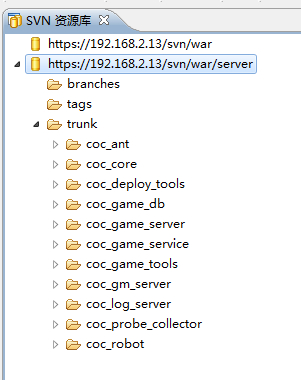 SVN 资源库
https://192.168.2.13/svn/war
https://192.168.2.13/svn/war/server
branches
tags
trunk
coc_ant
coc_core
coc_deploy_tools
coc_game_db
coc_game_server
coc_game_service
coc_game_tools
coc_gm_server
coc_log_server
coc_probe_collector
coc_robot